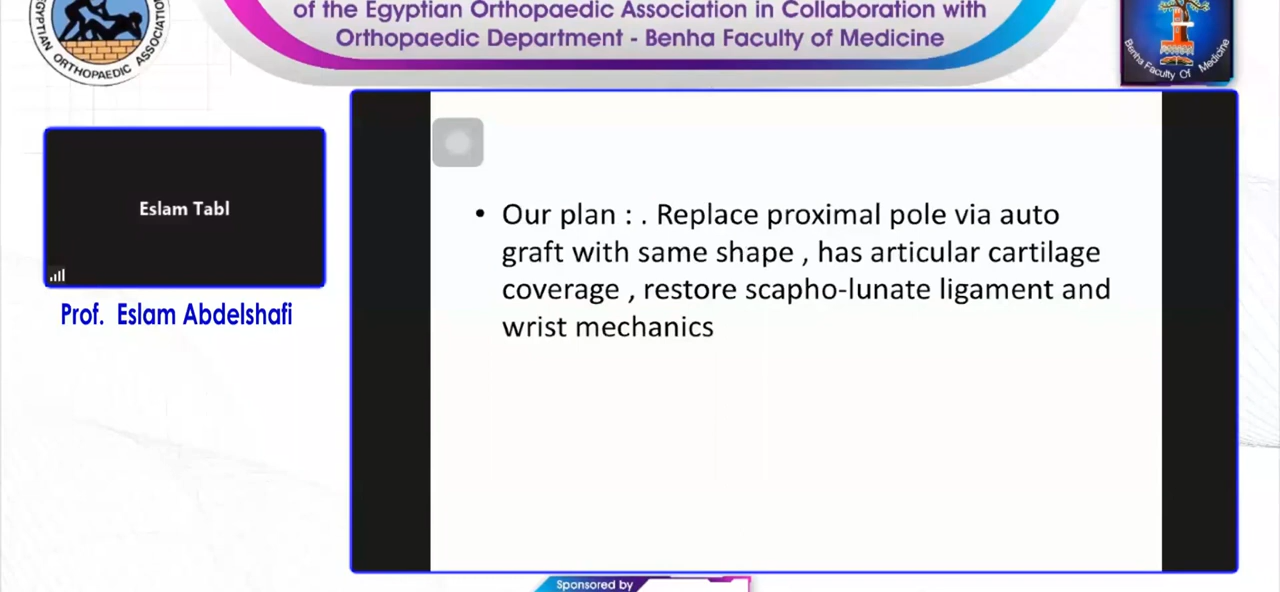 of the Egyptian Orthopaedic Association in Collaboration with
Orthopaedic Department - Benha Faculty of Medicine
EGYPTIAN ORTHOPAEDIC ASSOCIATION
Benha Faculty Of Medicine
Eslam Tabl
Prof. Eslam Abdelshafi
• Our plan : . Replace proximal pole via auto
graft with same shape , has articular cartilage
coverage , restore scapho-lunate ligament and
wrist mechanics
Sponsored by